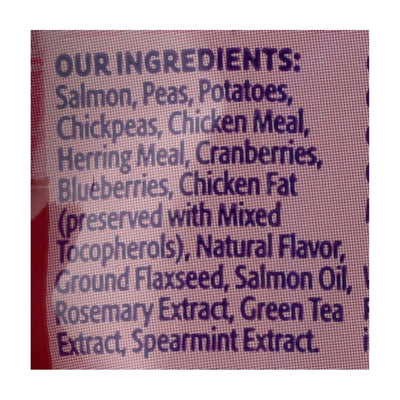 OUR INGREDIENTS:
Salmon, Peas, Potatoes,
Chickpeas, Chicken Meal,
Herring Meal, Cranberries,
Blueberries, Chicken Fat
(preserved with Mixed
Tocopherols), Natural Flavor,
Ground Flaxseed, Salmon Oil,
Rosemary Extract, Green Tea
Extract, Spearmint Extract.